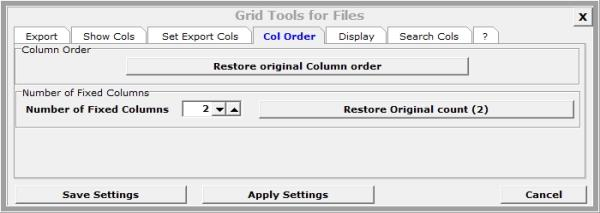 Grid Tools for Files
X
Export Show Cols Set Export Cols Col Order Display Search Cols ?
Column Order
Restore original Column order
Number of Fixed Columns
Number of Fixed Columns 2 Restore Original count (2)
Save Settings Apply Settings Cancel